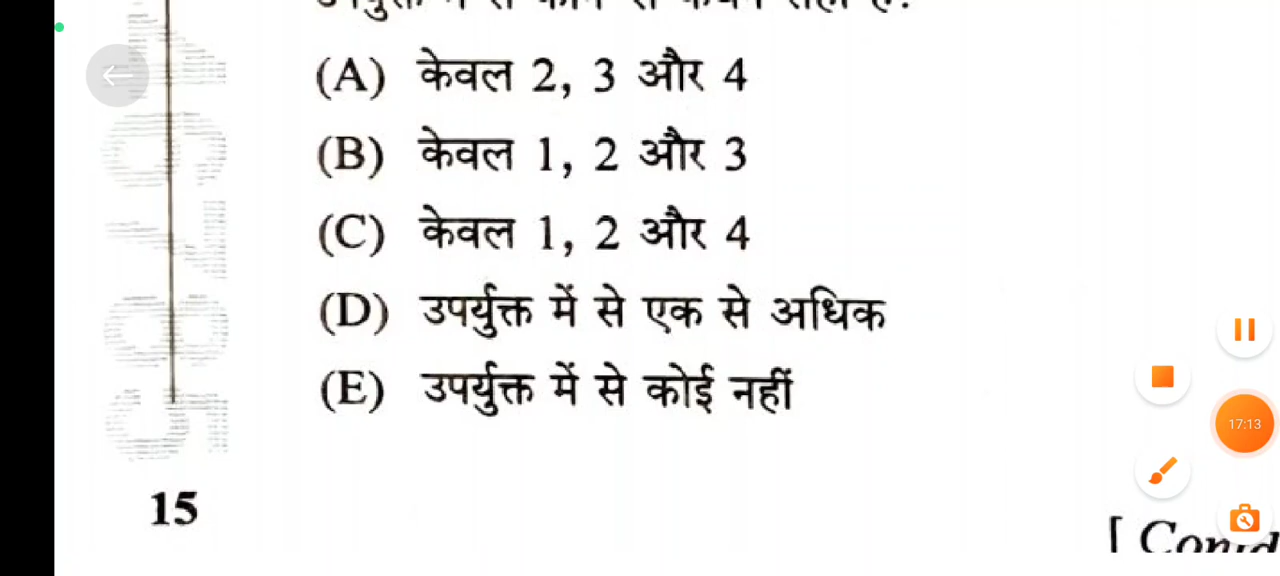 (A) केवल 2, 3 और 4
(B) केवल 1, 2 और 3
(C) केवल 1, 2 और 4
(D) उपर्युक्त में से एक से अधिक
(E) उपर्युक्त में से कोई नहीं
15
17:13